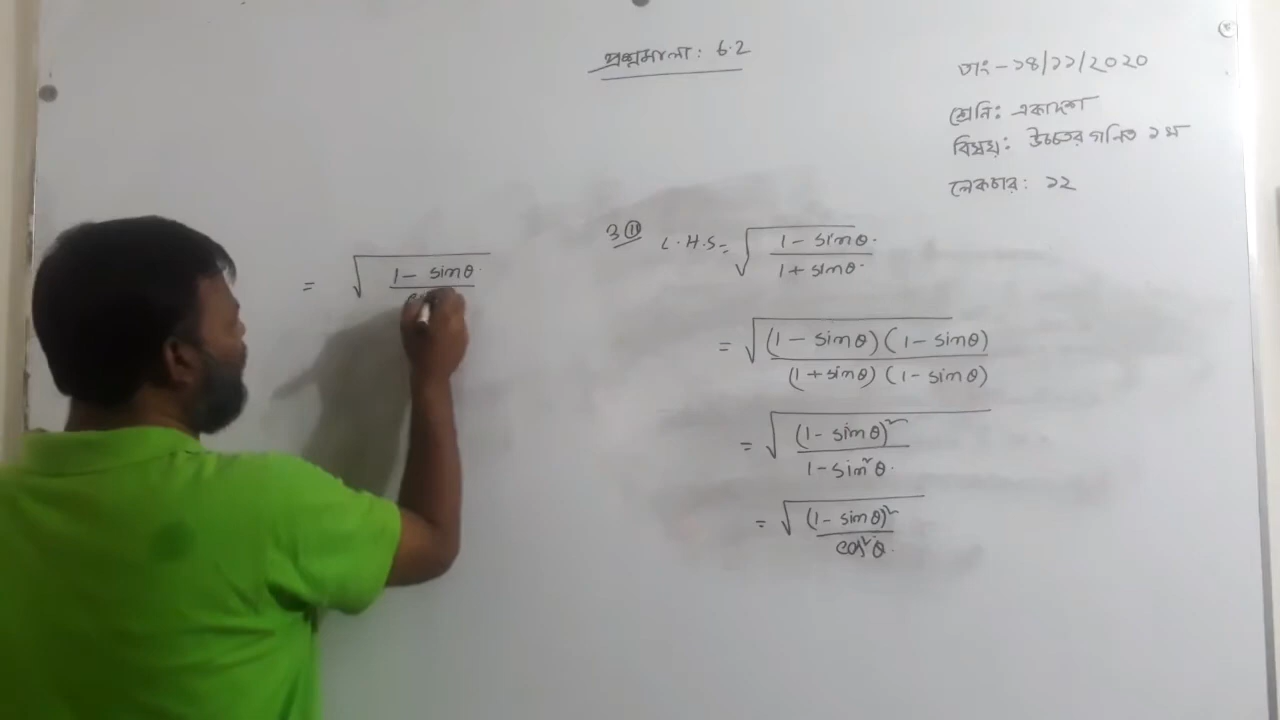 প্রশ্নমালা: 6.2
তাং-১৪/১১/২০২০
শ্রেনি: একাদশ
বিষয়: উচ্চতর গনিত ১ম
লেকচার: ১২
3 (ii) L.H.S = √((1 - sinθ)/(1 + sinθ))
= √((1 - sinθ)(1 - sinθ)/((1 + sinθ)(1 - sinθ)))
= √((1 - sinθ)²/(1 - sin²θ))
= √((1 - sinθ)²/cos²θ)
= √(1 - sinθ